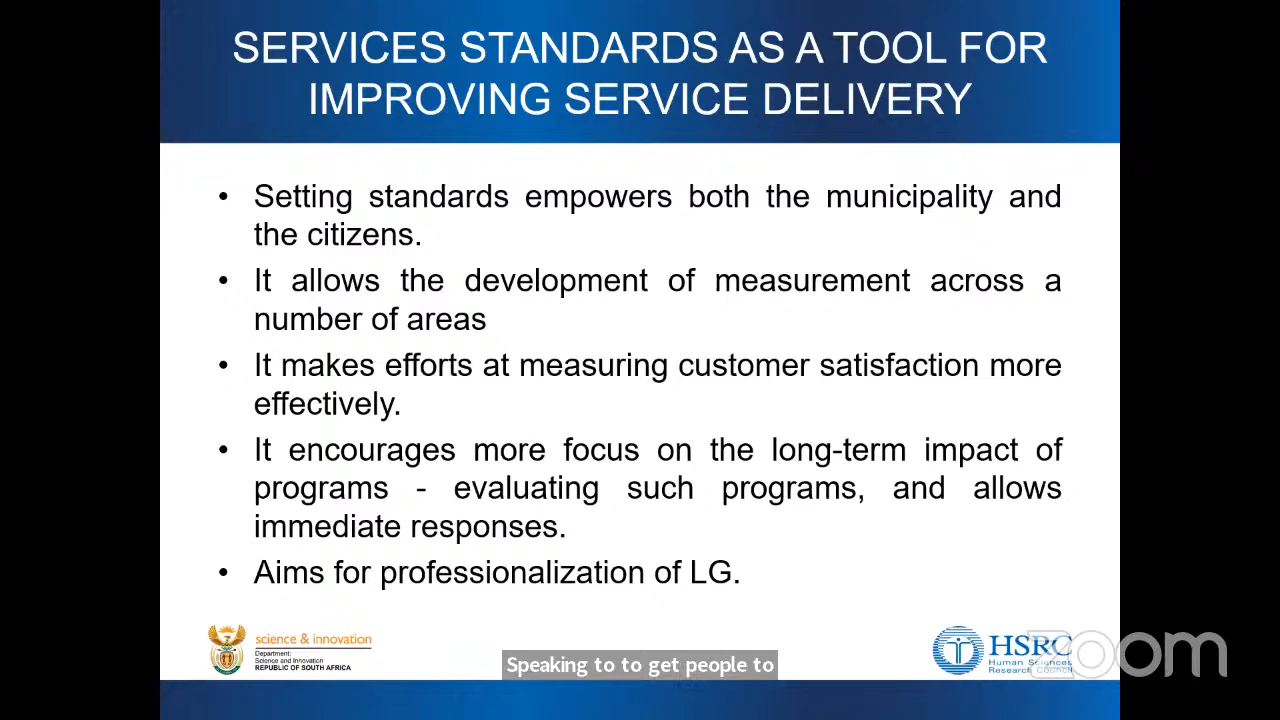 SERVICES STANDARDS AS A TOOL FOR
IMPROVING SERVICE DELIVERY
• Setting standards empowers both the municipality and
the citizens.
• It allows the development of measurement across a
number of areas
• It makes efforts at measuring customer satisfaction more
effectively.
• It encourages more focus on the long-term impact of
programs - evaluating such programs, and allows
immediate responses.
• Aims for professionalization of LG.
science & innovation
Department:
Science and Innovation
REPUBLIC OF SOUTH AFRICA
Speaking to to get people to
HSRC
Human Sciences
Research Council
zoom